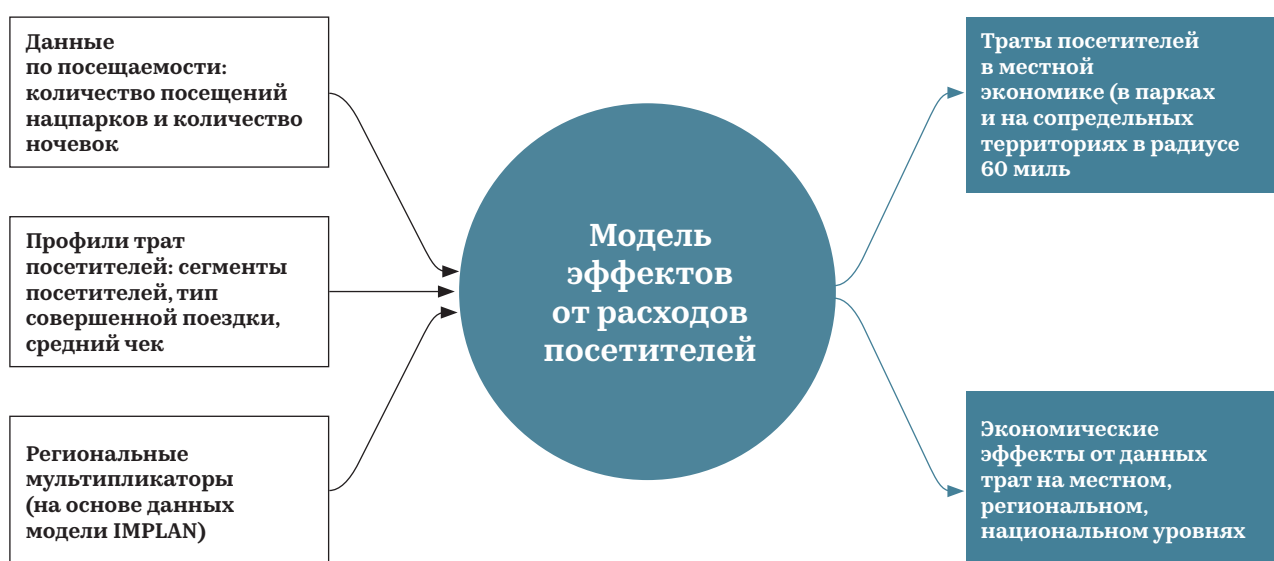 Данные
по посещаемости:
количество посещений
нацпарков и количество
ночевок
Профили трат
посетителей: сегменты
посетителей, тип
совершенной поездки,
средний чек
Региональные
мультипликаторы
(на основе данных
модели IMPLAN)
Модель
эффектов
от расходов
посетителей
Траты посетителей
в местной
экономике (в парках
и на сопредельных
территориях в радиусе
60 миль
Экономические
эффекты от данных
трат на местном,
региональном,
национальном уровнях